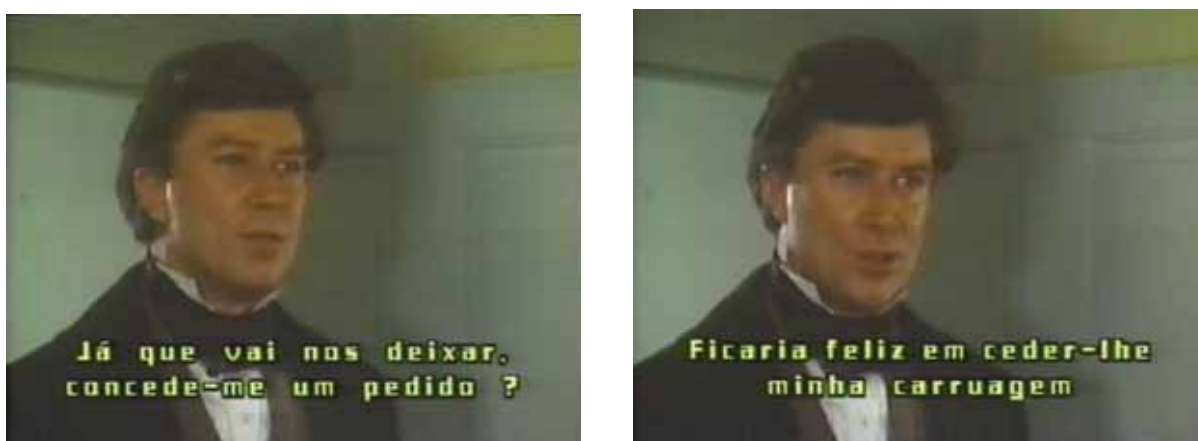 Já que vai nos deixar,
concede-me um pedido ?
Ficaria feliz em ceder-lhe
minha carruagem